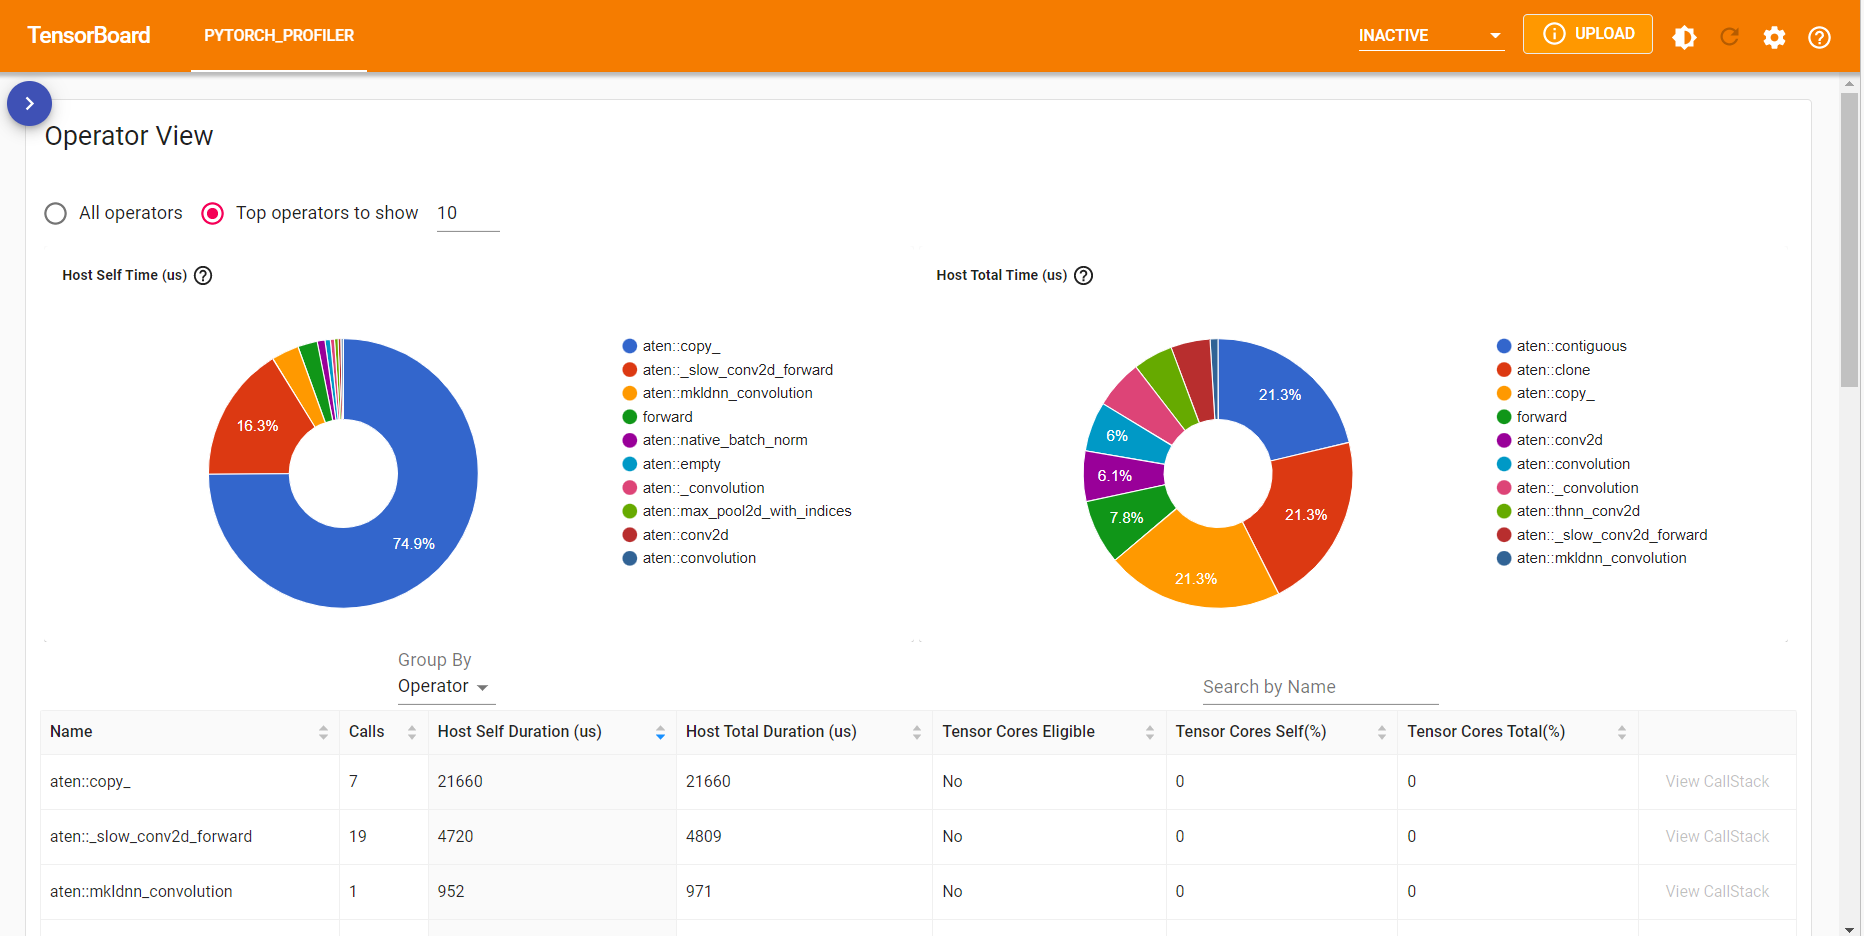 TensorBoard
PYTORCH_PROFILER
INACTIVE
UPLOAD
Operator View
All operators
Top operators to show
10
Host Self Time (us)
16.3%
74.9%
aten::copy_
aten::_slow_conv2d_forward
aten::mkldnn_convolution
forward
aten::native_batch_norm
aten::empty
aten::_convolution
aten::max_pool2d_with_indices
aten::conv2d
aten::convolution
Host Total Time (us)
21.3%
21.3%
21.3%
7.8%
6.1%
6%
aten::contiguous
aten::clone
aten::copy_
forward
aten::conv2d
aten::convolution
aten::_convolution
aten::thnn_conv2d
aten::_slow_conv2d_forward
aten::mkldnn_convolution
Group By
Operator
Search by Name
Name Calls Host Self Duration (us) Host Total Duration (us) Tensor Cores Eligible Tensor Cores Self(%) Tensor Cores Total(%)
aten::copy_ 7 21660 21660 No 0 0 View CallStack
aten::_slow_conv2d_forward 19 4720 4809 No 0 0 View CallStack
aten::mkldnn_convolution 1 952 971 No 0 0 View CallStack